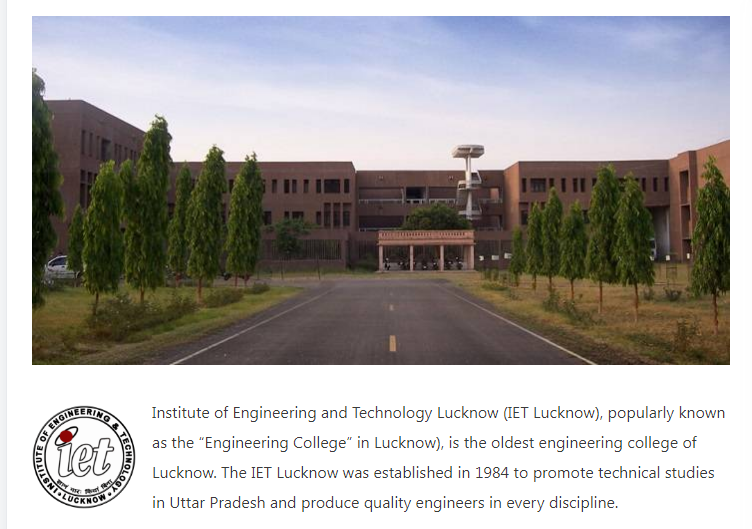 Institute of Engineering and Technology Lucknow (IET Lucknow), popularly known
as the “Engineering College” in Lucknow), is the oldest engineering college of
Lucknow. The IET Lucknow was established in 1984 to promote technical studies
in Uttar Pradesh and produce quality engineers in every discipline.
INSTITUTE OF ENGINEERING & TECHNOLOGY
iet
LUCKNOW